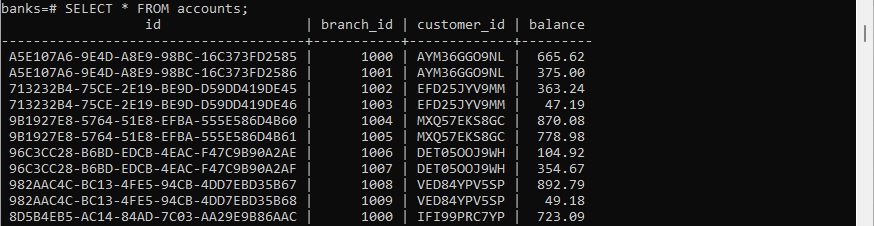 banks=# SELECT * FROM accounts;
id | branch_id | customer_id | balance
--------------------------------------+-----------+-------------+---------
A5E107A6-9E4D-A8E9-98BC-16C373FD2585 | 1000 | AYM36GGO9NL | 665.62
A5E107A6-9E4D-A8E9-98BC-16C373FD2586 | 1001 | AYM36GGO9NL | 375.00
713232B4-75CE-2E19-BE9D-D59DD419DE45 | 1002 | EFD25JYV9MM | 363.24
713232B4-75CE-2E19-BE9D-D59DD419DE46 | 1003 | EFD25JYV9MM | 47.19
9B1927E8-5764-51E8-EFBA-555E586D4B60 | 1004 | MXQ57EKS8GC | 870.08
9B1927E8-5764-51E8-EFBA-555E586D4B61 | 1005 | MXQ57EKS8GC | 778.98
96C3CC28-B6BD-EDCB-4EAC-F47C9B90A2AE | 1006 | DET05OOJ9WH | 104.92
96C3CC28-B6BD-EDCB-4EAC-F47C9B90A2AF | 1007 | DET05OOJ9WH | 354.67
982AAC4C-BC13-4FE5-94CB-4DD7EBD35B67 | 1008 | VED84YPV5SP | 892.79
982AAC4C-BC13-4FE5-94CB-4DD7EBD35B68 | 1009 | VED84YPV5SP | 49.18
8D5B4EB5-AC14-84AD-7C03-AA29E9B86AAC | 1000 | IFI99PRC7YP | 723.09